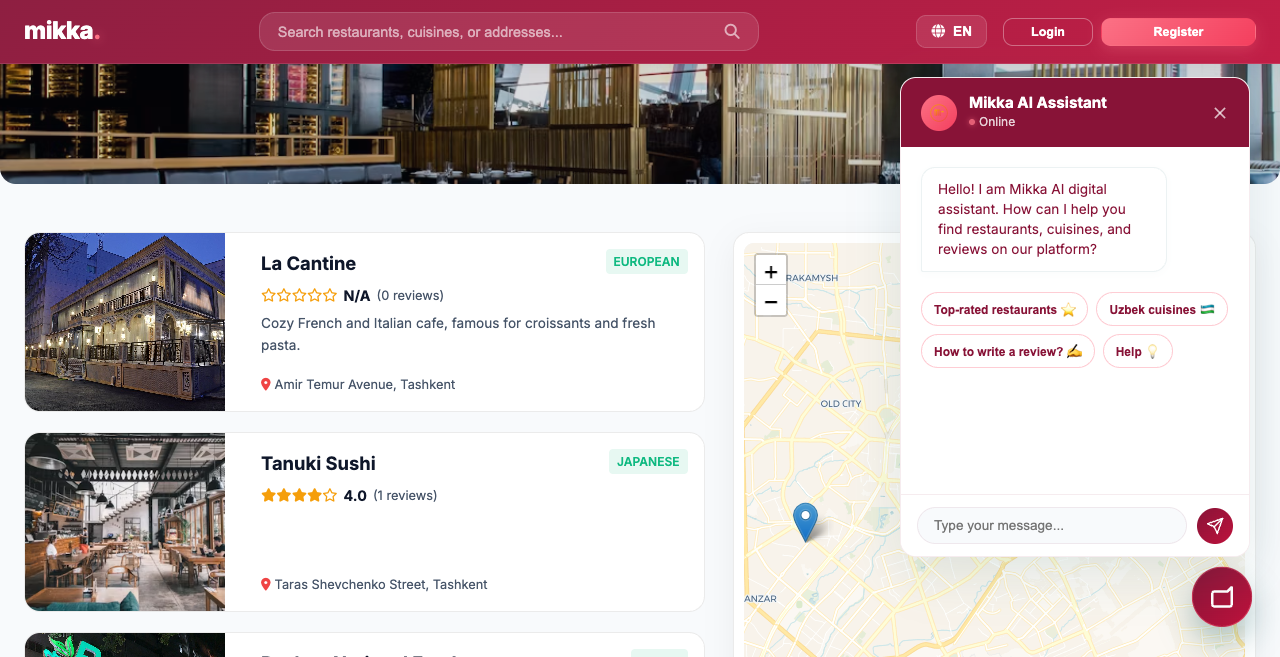 mikka.
Search restaurants, cuisines, or addresses...
EN
Login
Register
La Cantine
EUROPEAN
N/A (0 reviews)
Cozy French and Italian cafe, famous for croissants and fresh
pasta.
Amir Temur Avenue, Tashkent
Tanuki Sushi
JAPANESE
4.0 (1 reviews)
Taras Shevchenko Street, Tashkent
+
−
RAKAMYSH
OLD CITY
ANZAR
Mikka AI Assistant
Online
Hello! I am Mikka AI digital
assistant. How can I help you
find restaurants, cuisines, and
reviews on our platform?
Top-rated restaurants ⭐
Uzbek cuisines 🇺🇿
How to write a review? ✍️
Help 💡
Type your message...